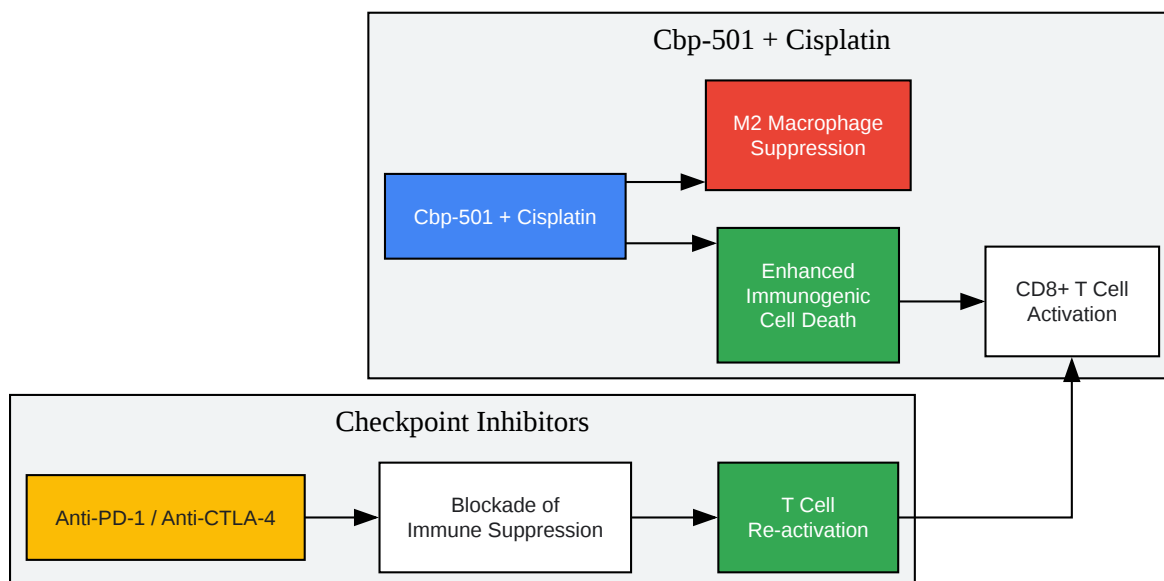 Cbp-501 + Cisplatin
M2 Macrophage
Suppression
Cbp-501 + Cisplatin
Enhanced
Immunogenic
Cell Death
CD8+ T Cell
Activation
Checkpoint Inhibitors
Anti-PD-1 / Anti-CTLA-4
Blockade of
Immune Suppression
T Cell
Re-activation